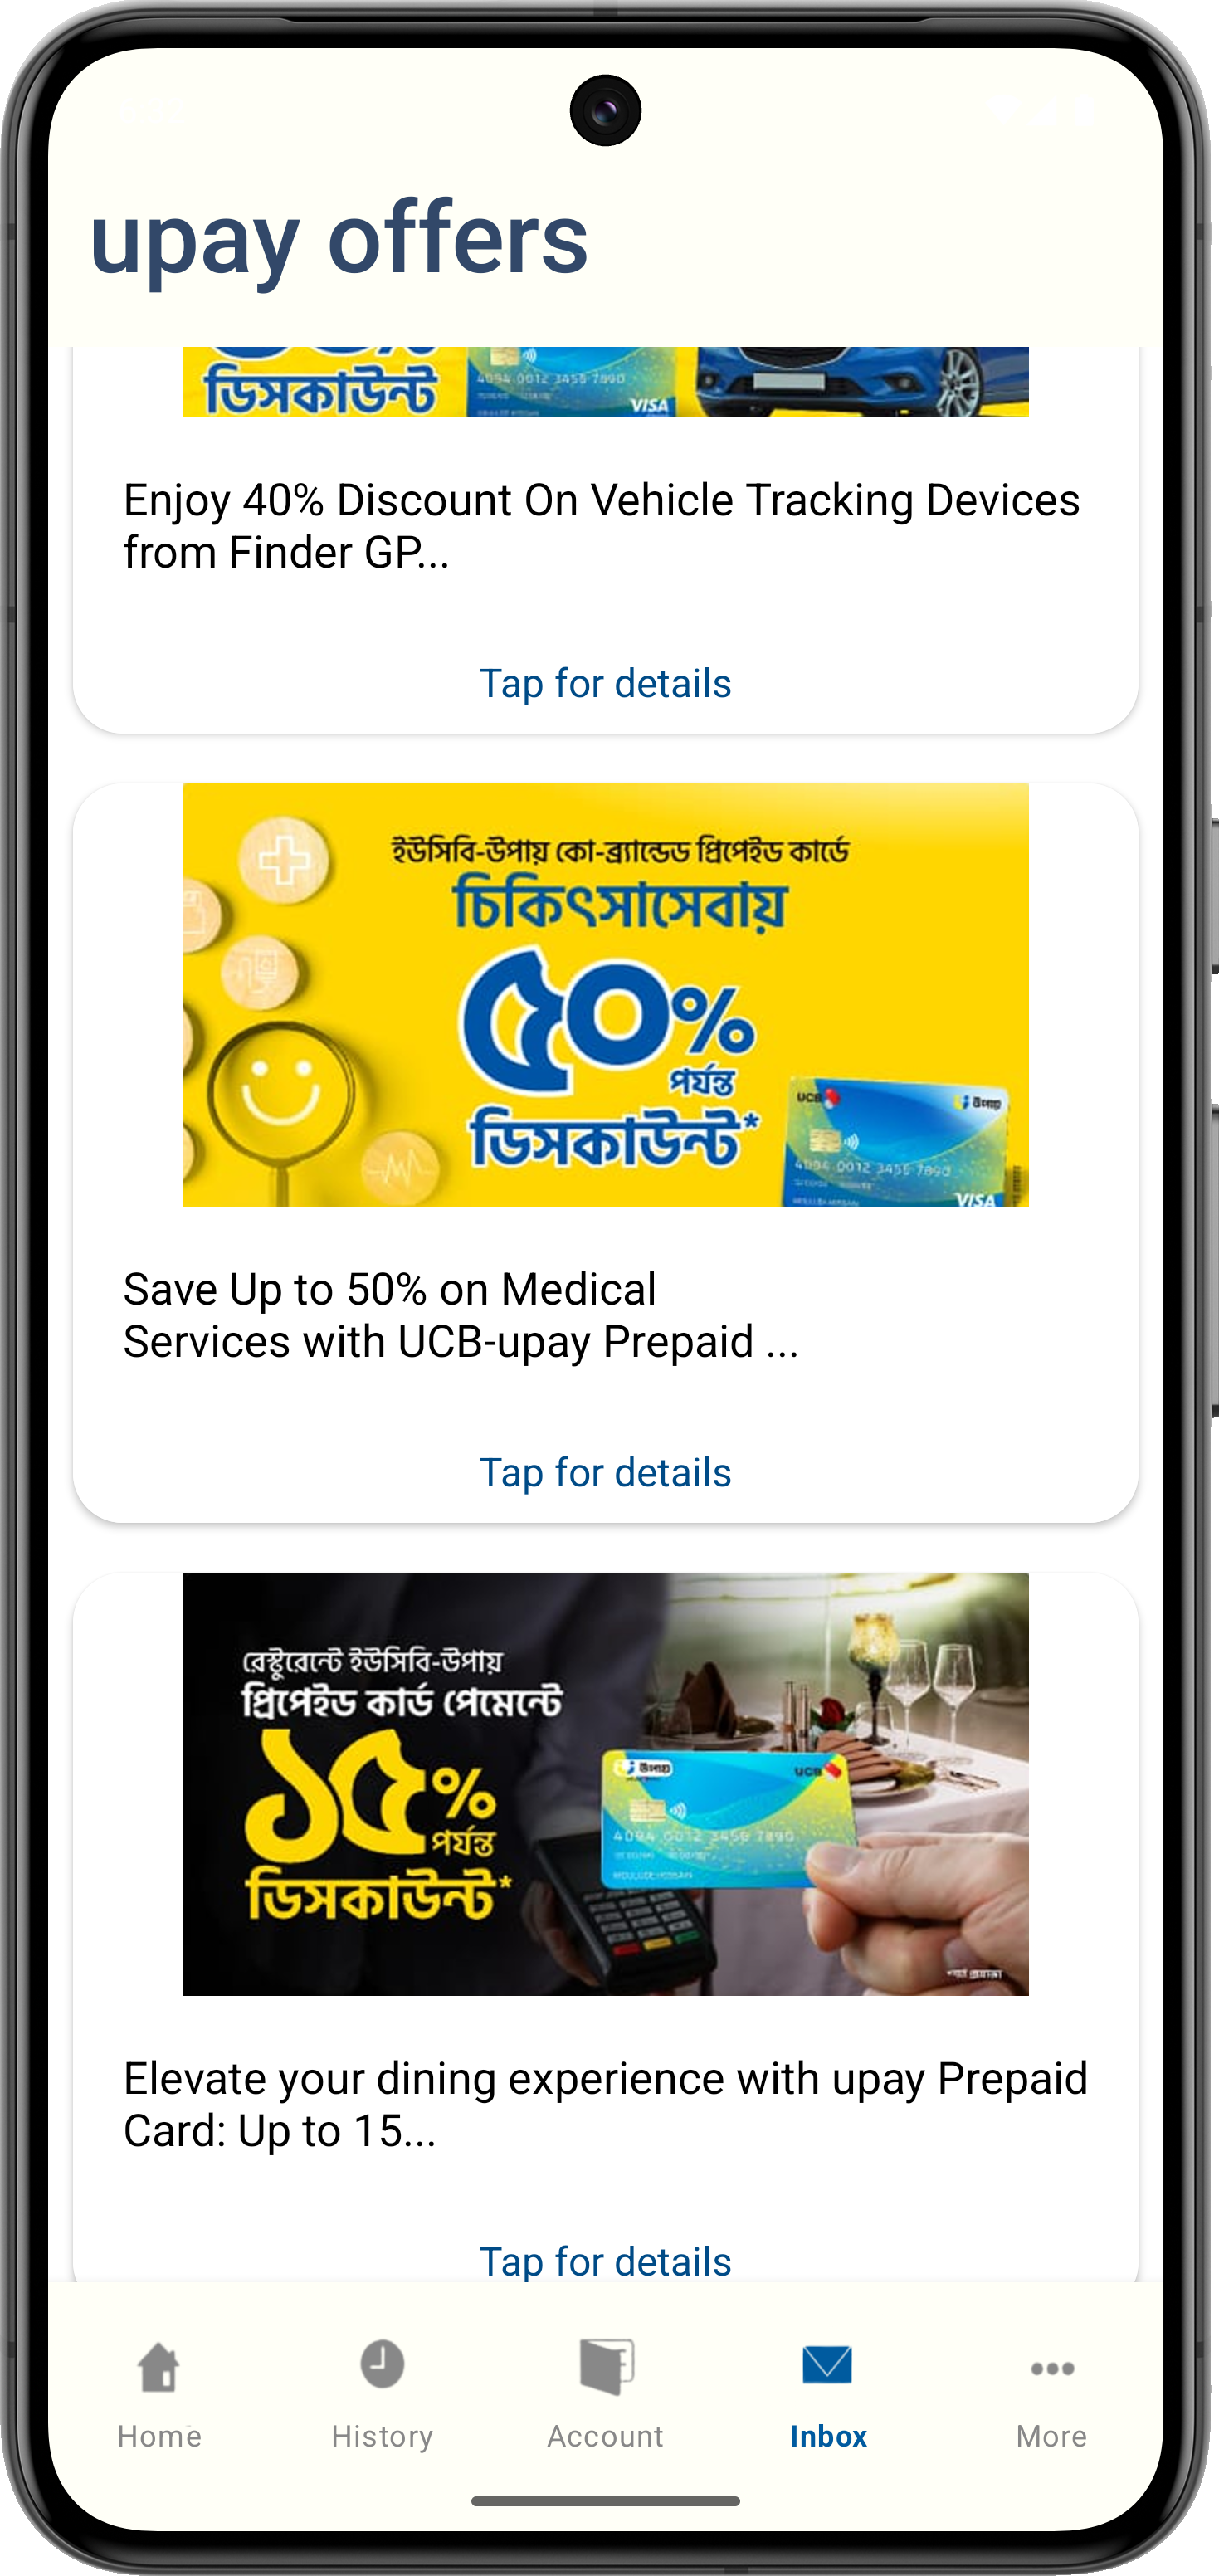 upay offers
ডিসকাউন্ট
4094 0012 3456 7890
VISA
Enjoy 40% Discount On Vehicle Tracking Devices
from Finder GP...
Tap for details
ইউসিবি-উপায় কো-ব্র্যান্ডেড প্রিপেইড কার্ডে
চিকিৎসাসেবায়
৫০%
পর্যন্ত
ডিসকাউন্ট*
UCB উপায়
4094 0012 3456 7890
VISA
Save Up to 50% on Medical
Services with UCB-upay Prepaid ...
Tap for details
রেস্টুরেন্টে ইউসিবি-উপায়
প্রিপেইড কার্ড পেমেন্টে
১৫%
পর্যন্ত
ডিসকাউন্ট*
উপায় UCB
4094 0012 3456 7890
*শর্ত প্রযোজ্য
Elevate your dining experience with upay Prepaid
Card: Up to 15...
Tap for details
Home History Account Inbox More